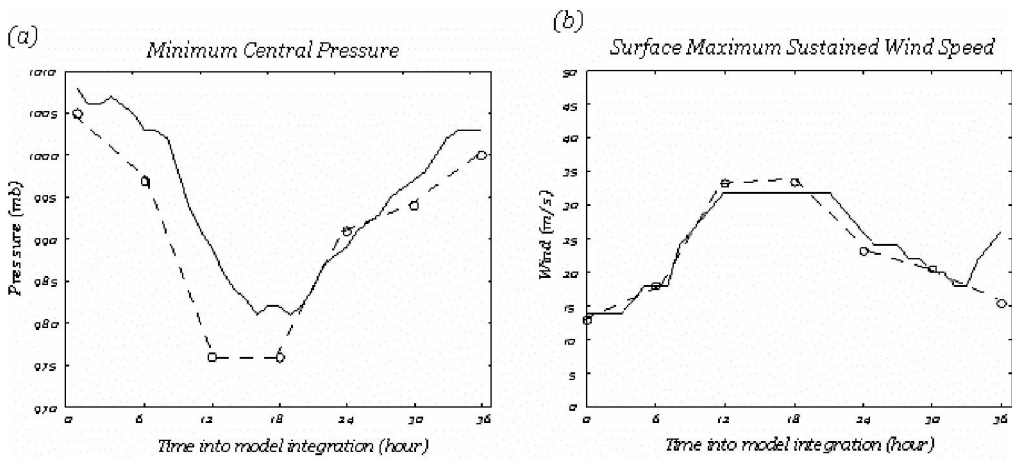 (a)
Minimum Central Pressure
1010
1005
1000
995
990
985
980
975
970
Pressure (mb)
0 6 12 18 24 30 36
Time into model integration (hour)
(b)
Surface Maximum Sustained Wind Speed
50
45
40
35
30
25
20
15
10
5
0
Wind (m/s)
0 6 12 18 24 30 36
Time into model integration (hour)